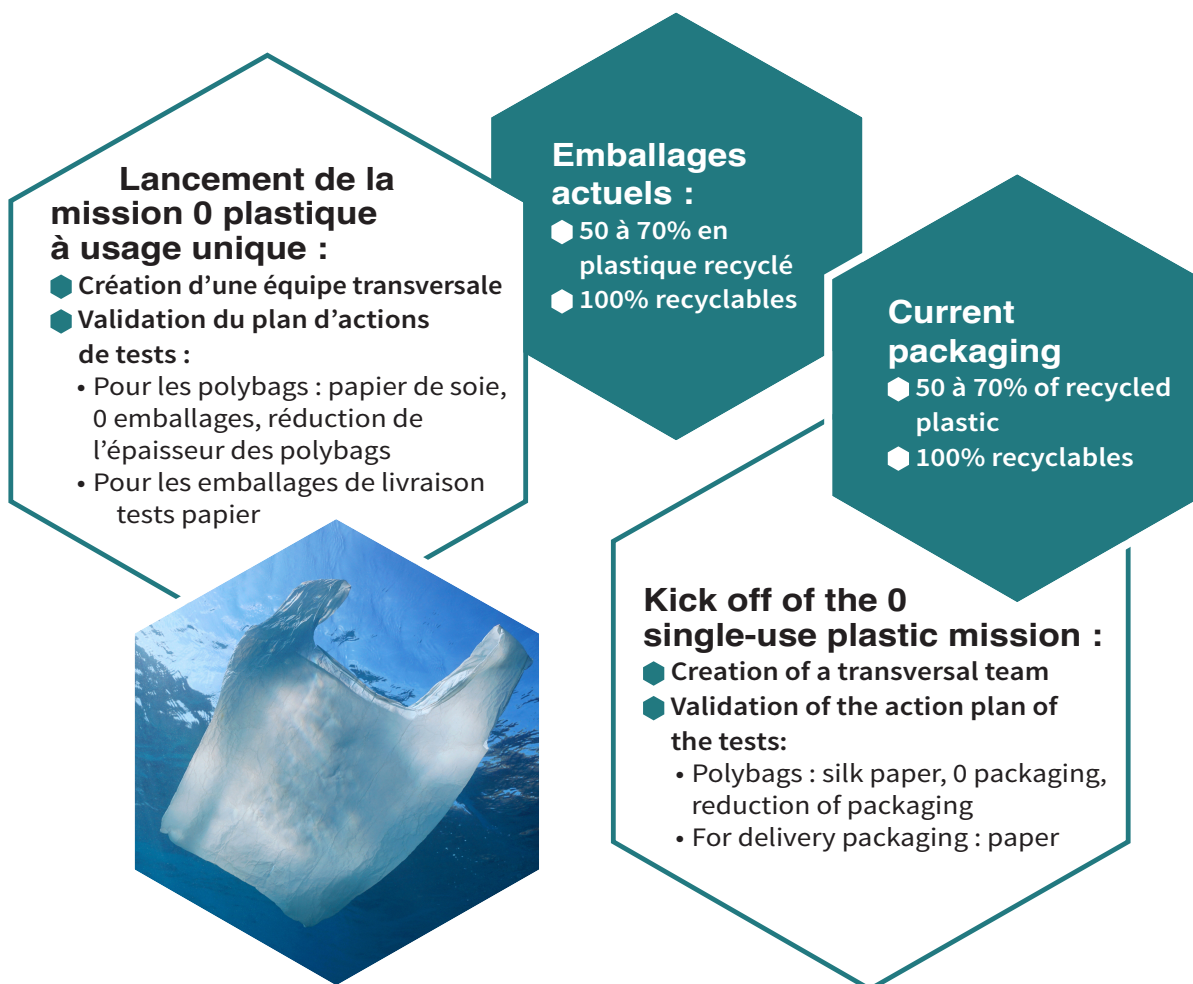 Lancement de la
mission 0 plastique
à usage unique :
Création d’une équipe transversale
Validation du plan d’actions
de tests :
• Pour les polybags : papier de soie,
0 emballages, réduction de
l’épaisseur des polybags
• Pour les emballages de livraison
tests papier
Emballages
actuels :
50 à 70% en
plastique recyclé
100% recyclables
Current
packaging
50 à 70% of recycled
plastic
100% recyclables
Kick off of the 0
single-use plastic mission :
Creation of a transversal team
Validation of the action plan of
the tests:
• Polybags : silk paper, 0 packaging,
reduction of packaging
• For delivery packaging : paper